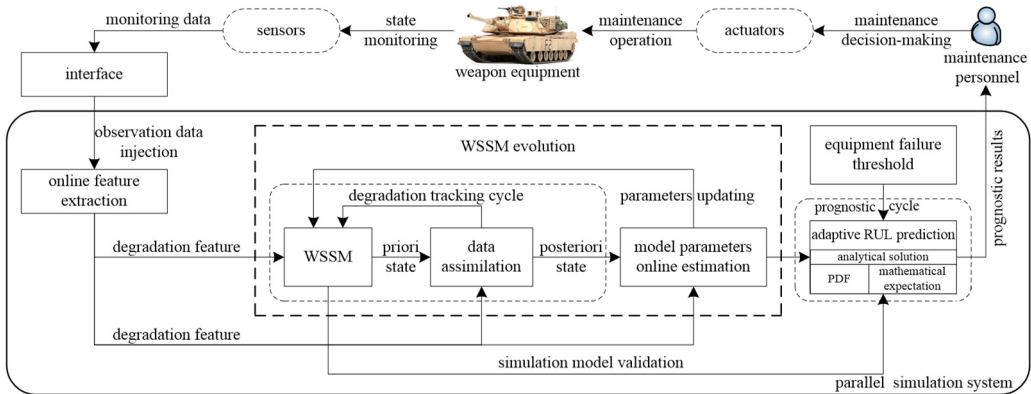 monitoring data
sensors
state
monitoring
weapon equipment
maintenance
operation
actuators
maintenance
decision-making
maintenance
personnel
interface
observation data
injection
online feature
extraction
WSSM evolution
equipment failure
threshold
prognostic results
degradation tracking cycle
parameters updating
prognostic cycle
degradation feature
WSSM
priori
state
data
assimilation
posteriori
state
model parameters
online estimation
adaptive RUL prediction
analytical solution
PDF
mathematical
expectation
degradation feature
simulation model validation
parallel simulation system